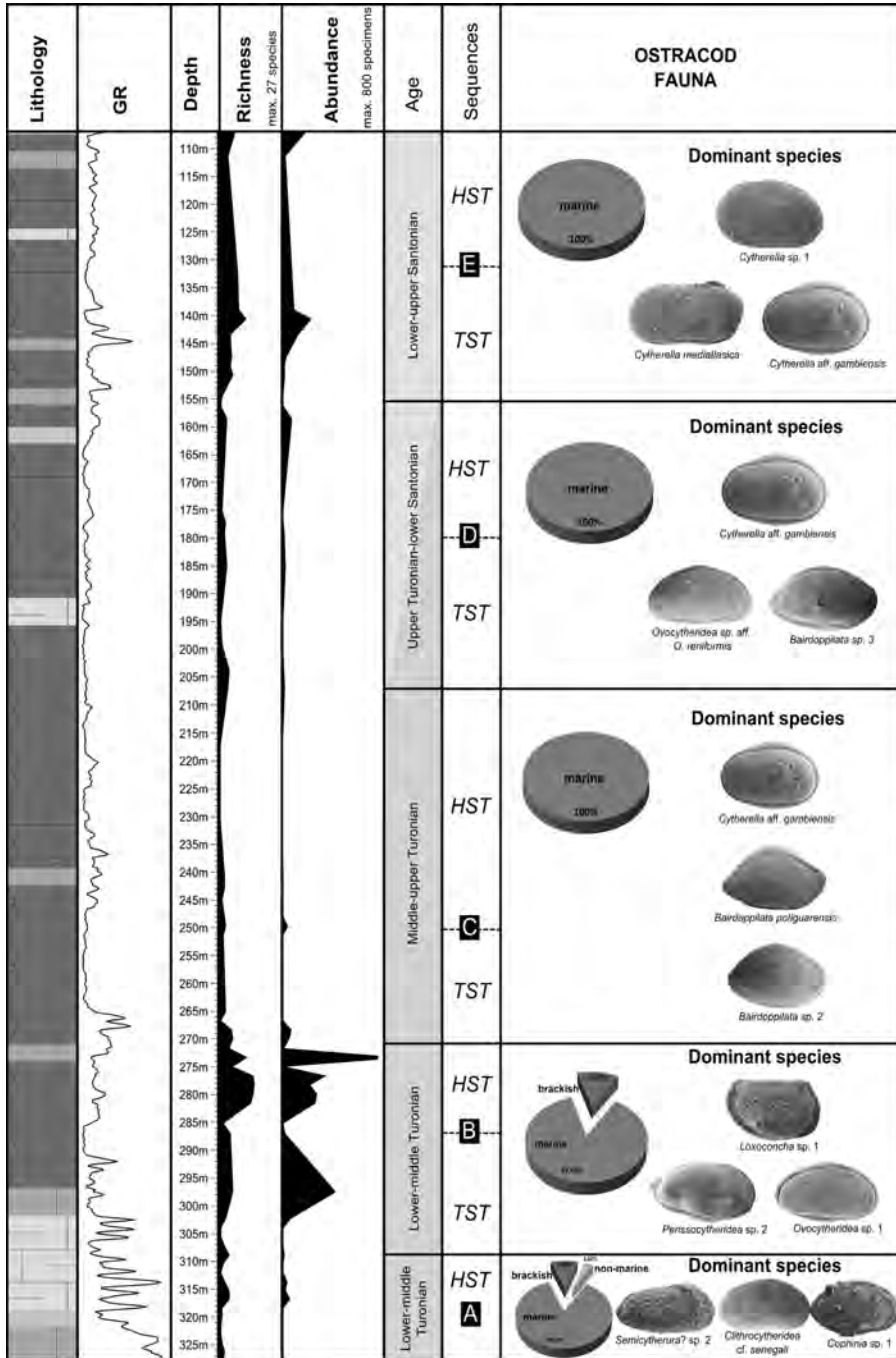 Lithology
GR
Depth
Richness
max. 27 species
Abundance
max. 800 specimens
Age
Sequences
OSTRACOD
FAUNA
110m
115m
120m
125m
130m
135m
140m
145m
150m
155m
160m
165m
170m
175m
180m
185m
190m
195m
200m
205m
210m
215m
220m
225m
230m
235m
240m
245m
250m
255m
260m
265m
270m
275m
280m
285m
290m
295m
300m
305m
310m
315m
320m
325m
Lower-upper Santonian
HST
E
TST
Dominant species
marine
100%
Cytherella sp. 1
Cytherella mediatlasica
Cytherella aff. gambiensis
Upper Turonian-lower Santonian
HST
D
TST
Dominant species
marine
100%
Cytherella aff. gambiensis
Ovocytheridea sp. aff.
O. reniformis
Bairdoppilata sp. 3
Middle-upper Turonian
HST
C
TST
Dominant species
marine
100%
Cytherella aff. gambiensis
Bairdoppilata potiguarensis
Bairdoppilata sp. 2
Lower-middle Turonian
HST
B
TST
Dominant species
brackish
marine
Loxoconcha sp. 1
Perissocytheridea sp. 2
Ovocytheridea sp. 1
Lower-middle
Turonian
HST
A
Dominant species
brackish
non-marine
marine
Semicytherura? sp. 2
Clithrocytheridea
cf. senegali
Cophinia sp. 1